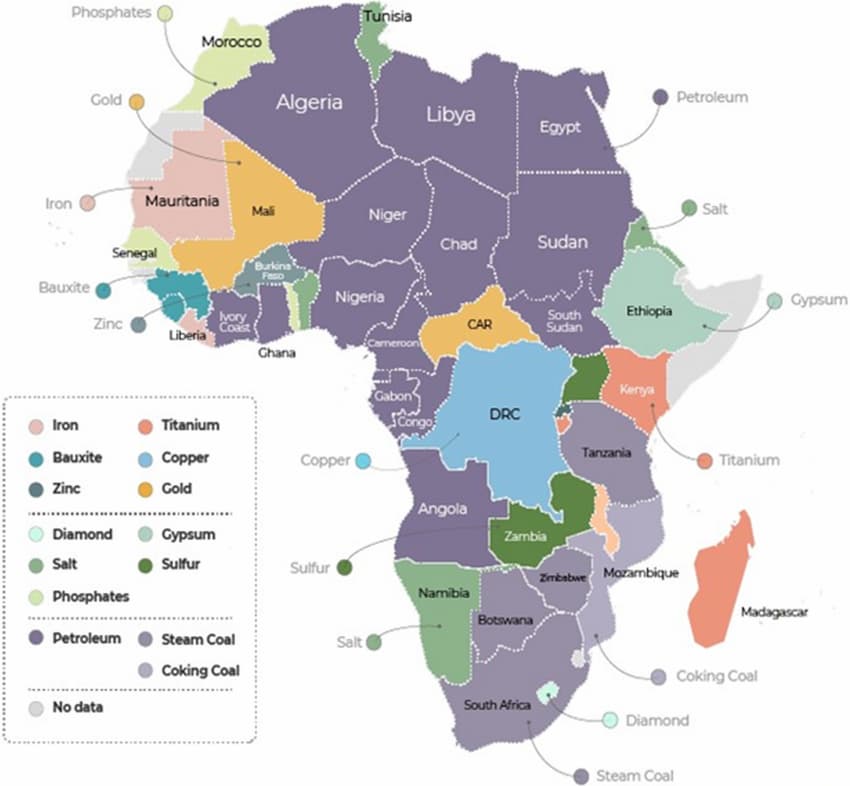 Phosphates
Tunisia
Morocco
Gold
Algeria
Libya
Egypt
Petroleum
Iron
Mauritania
Mali
Niger
Chad
Sudan
Salt
Senegal
Burkina
Faso
Bauxite
Nigeria
Ethiopia
Gypsum
Zinc
Ivory
Coast
CAR
South
Sudan
Liberia
Ghana
Cameroon
Gabon
Kenya
Congo
DRC
Tanzania
Copper
Titanium
Angola
Zambia
Sulfur
Mozambique
Zimbabwe
Namibia
Madagascar
Botswana
Salt
Coking Coal
South Africa
Diamond
Steam Coal
Iron
Titanium
Bauxite
Copper
Zinc
Gold
Diamond
Gypsum
Salt
Sulfur
Phosphates
Petroleum
Steam Coal
Coking Coal
No data